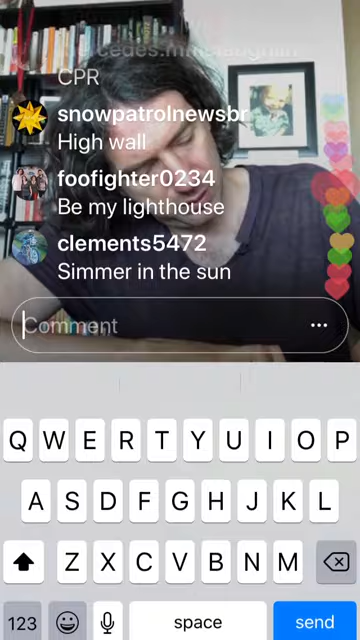 CPR
snowpatrolnewsbr
High wall
foofighter0234
Be my lighthouse
clements5472
Simmer in the sun
Comment
Q W E R T Y U I O P
A S D F G H J K L
Z X C V B N M
123 space send